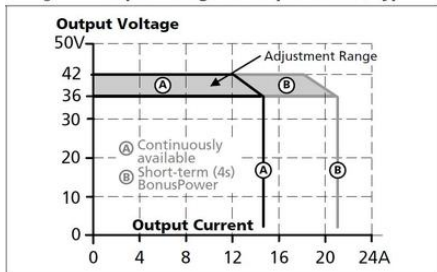 Output Voltage
50V
42
36
30
20
10
0
Adjustment Range
A
B
A Continuously
available
B Short-term (4s)
BonusPower
A
B
Output Current
0 4 8 12 16 20 24A